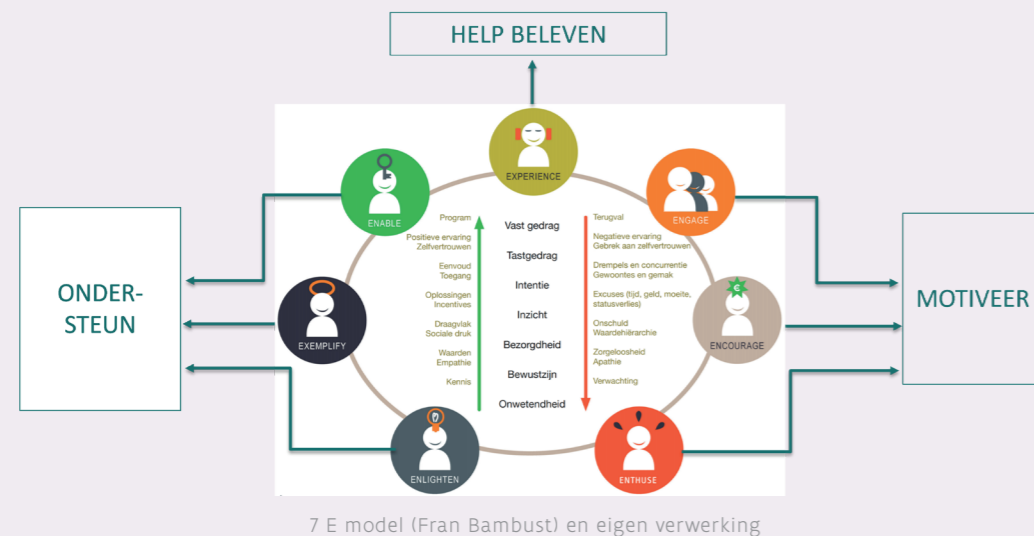 HELP BELEVEN
EXPERIENCE
ENABLE
ENGAGE
ONDER-
STEUN
EXEMPLIFY
ENCOURAGE
MOTIVEER
ENLIGHTEN
ENTHUSE
Program
Positieve ervaring
Zelfvertrouwen
Eenvoud
Toegang
Oplossingen
Incentives
Draagvlak
Sociale druk
Waarden
Empathie
Kennis
Vast gedrag
Tastgedrag
Intentie
Inzicht
Bezorgdheid
Bewustzijn
Onwetendheid
Terugval
Negatieve ervaring
Gebrek aan zelfvertrouwen
Drempels en concurrentie
Gewoontes en gemak
Excuses (tijd, geld, moeite,
statusverlies)
Onschuld
Waardehiërarchie
Zorgeloosheid
Apathie
Verwachting
€
7 E model (Fran Bambust) en eigen verwerking